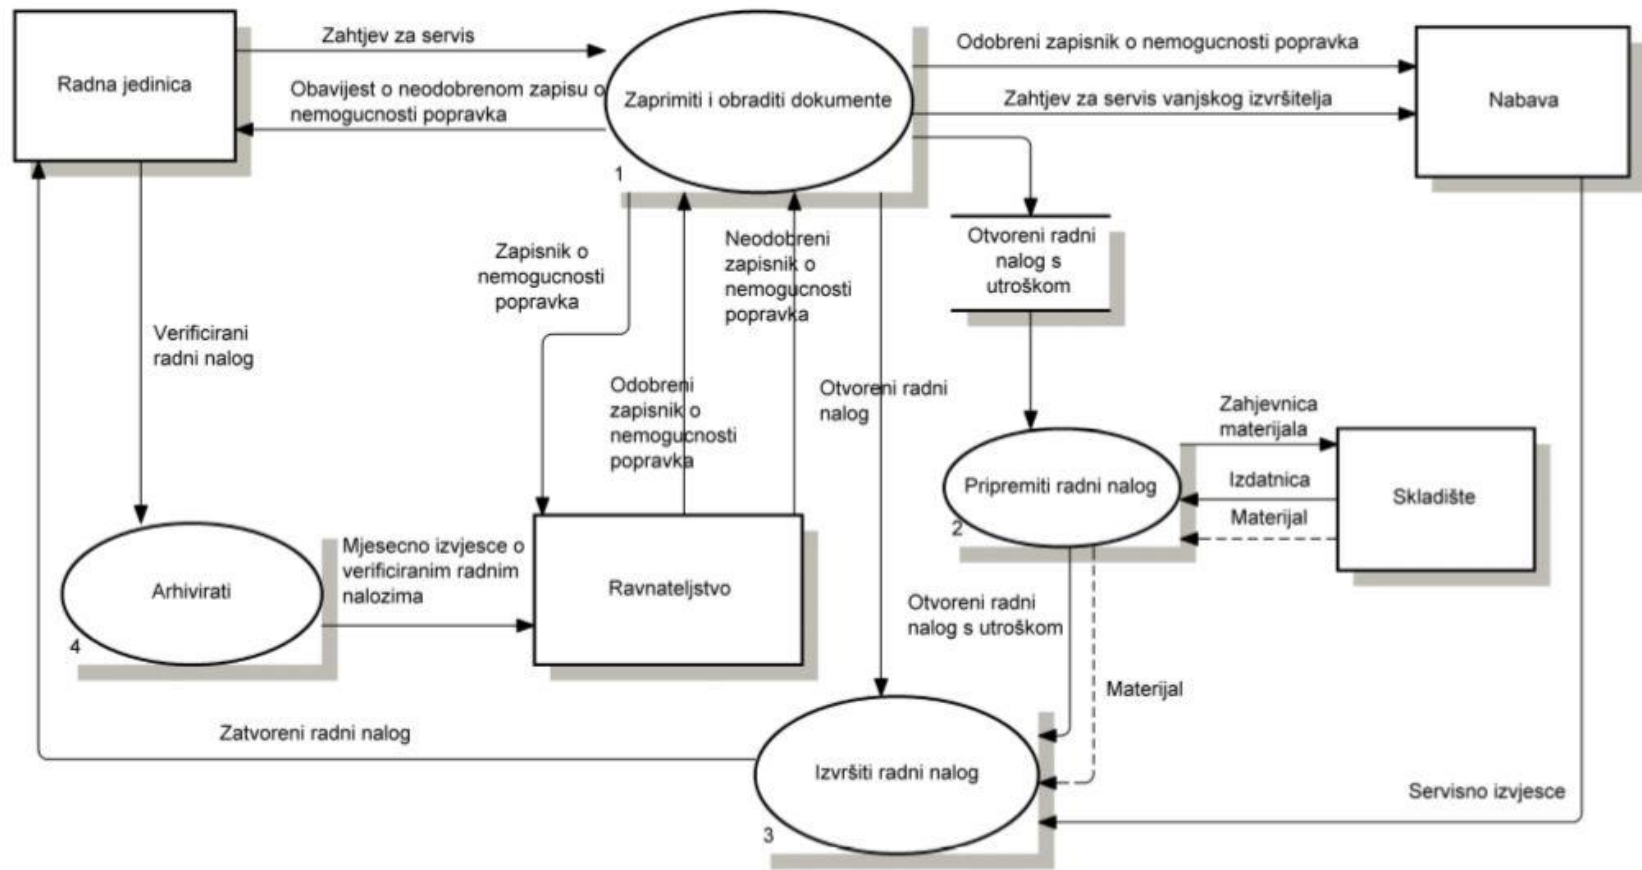 Radna jedinica
Zahtjev za servis
Obavijest o neodobrenom zapisu o
nemogucnosti popravka
Zaprimiti i obraditi dokumente
1
Odobreni zapisnik o nemogucnosti popravka
Zahtjev za servis vanjskog izvršitelja
Nabava
Zapisnik o
nemogucnosti
popravka
Neodobreni
zapisnik o
nemogucnosti
popravka
Otvoreni radni
nalog s
utroškom
Verificirani
radni nalog
Odobreni
zapisnik o
nemogucnosti
popravka
Otvoreni radni
nalog
Zahjevnica
materijala
Izdatnica
Materijal
Pripremiti radni nalog
2
Skladište
Arhivirati
4
Mjesecno izvjesce o
verificiranim radnim
nalozima
Ravnateljstvo
Otvoreni radni
nalog s utroškom
Materijal
Zatvoreni radni nalog
Izvršiti radni nalog
3
Servisno izvjesce